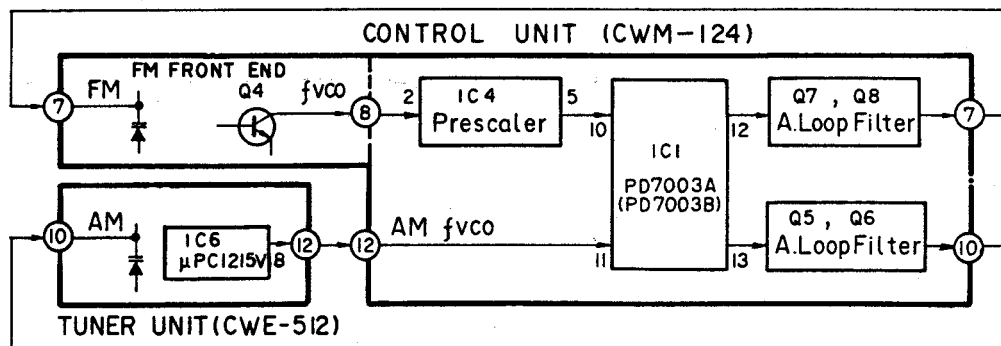 CONTROL UNIT (CWM-124)
FM FRONT END
7 FM Q4 fVCO 8 2 IC4 Prescaler 5 10
IC1 PD7003A (PD7003B)
12 Q7 , Q8 A.Loop Filter 7
10 AM IC6 μPC1215V 18 12 12 AM fVCO 11
13 Q5 , Q6 A.Loop Filter 10
TUNER UNIT(CWE-512)